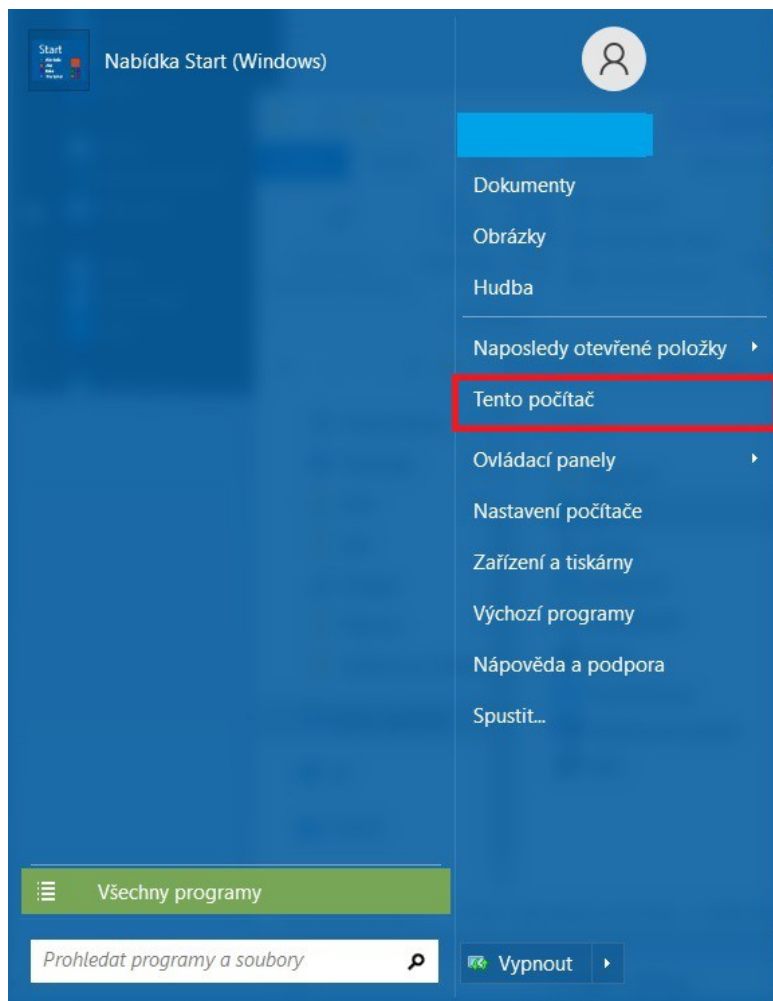 Start
Nabídka Start (Windows)
Dokumenty
Obrázky
Hudba
Naposledy otevřené položky
Tento počítač
Ovládací panely
Nastavení počítače
Zařízení a tiskárny
Výchozí programy
Nápověda a podpora
Spustit...
Všechny programy
Prohledat programy a soubory
Vypnout